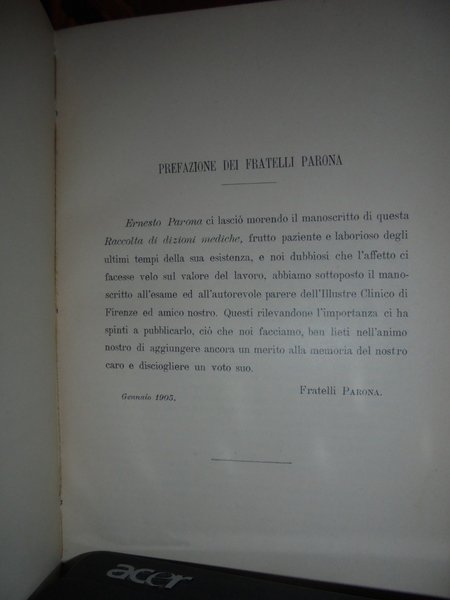 PREFAZIONE DEI FRATELLI PARONA
Ernesto Parona ci lasciò morendo il manoscritto di questa
Raccolta di dizioni mediche, frutto paziente e laborioso degli
ultimi tempi della sua esistenza, e noi dubbiosi che l'affetto ci
facesse velo sul valore del lavoro, abbiamo sottoposto il mano-
scritto all'esame ed all'autorevole parere dell'Illustre Clinico di
Firenze ed amico nostro. Questi rilevandone l'importanza ci ha
spinti a pubblicarlo, ciò che noi facciamo, ben lieti nell'animo
nostro di aggiungere ancora un merito alla memoria del nostro
caro e disciogliere un voto suo.
Fratelli PARONA.
Gennaio 1905.
acer